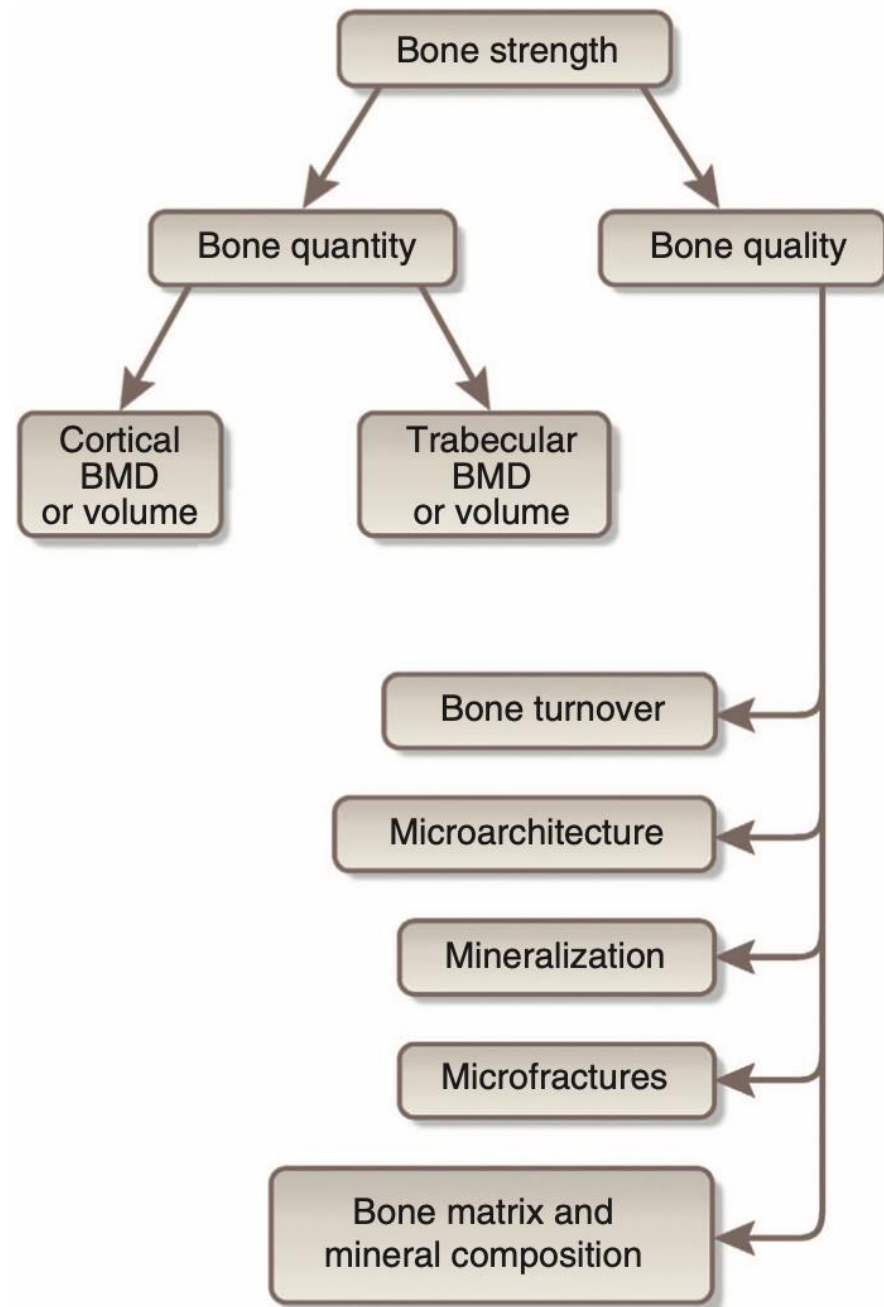 Bone strength
Bone quantity
Bone quality
Cortical
BMD
or volume
Trabecular
BMD
or volume
Bone turnover
Microarchitecture
Mineralization
Microfractures
Bone matrix and
mineral composition